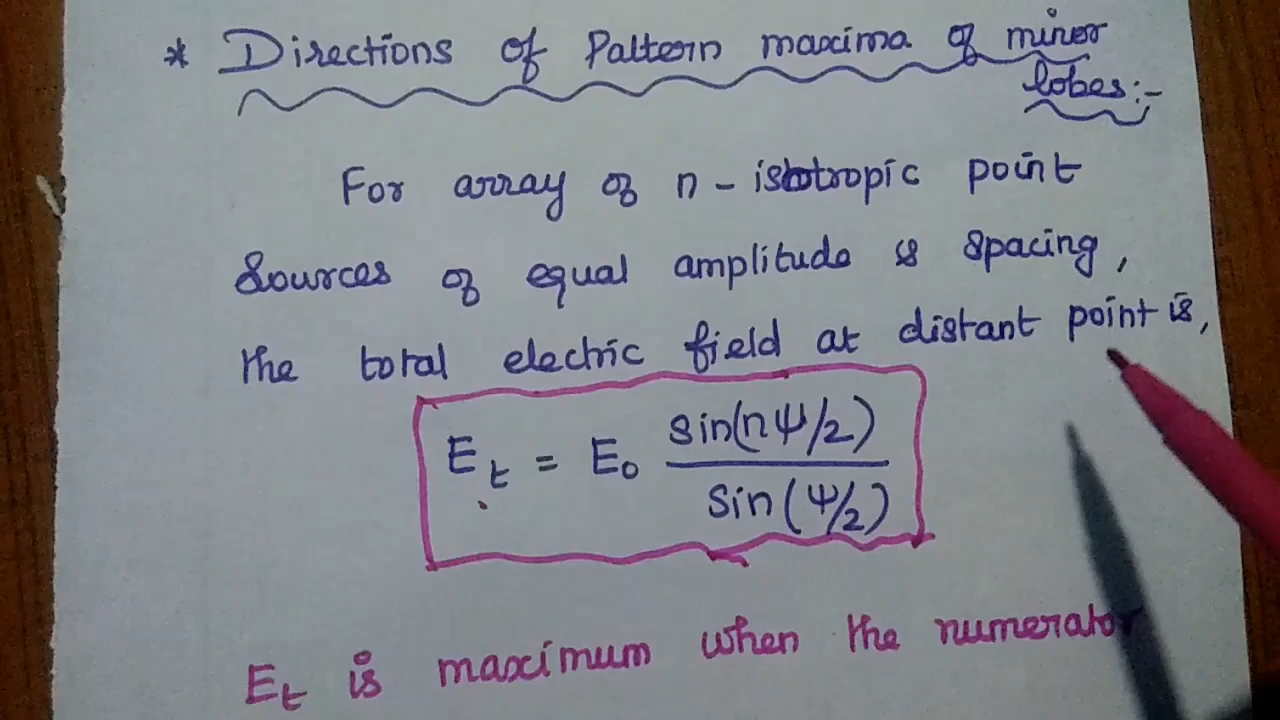 * Directions of Pattern maxima of minor
lobes:-
For array of n-isotropic point
sources of equal amplitude & spacing,
the total electric field at distant point is,
E_t = E_0 sin(nψ/2) / sin(ψ/2)
E_t is maximum when the numerator